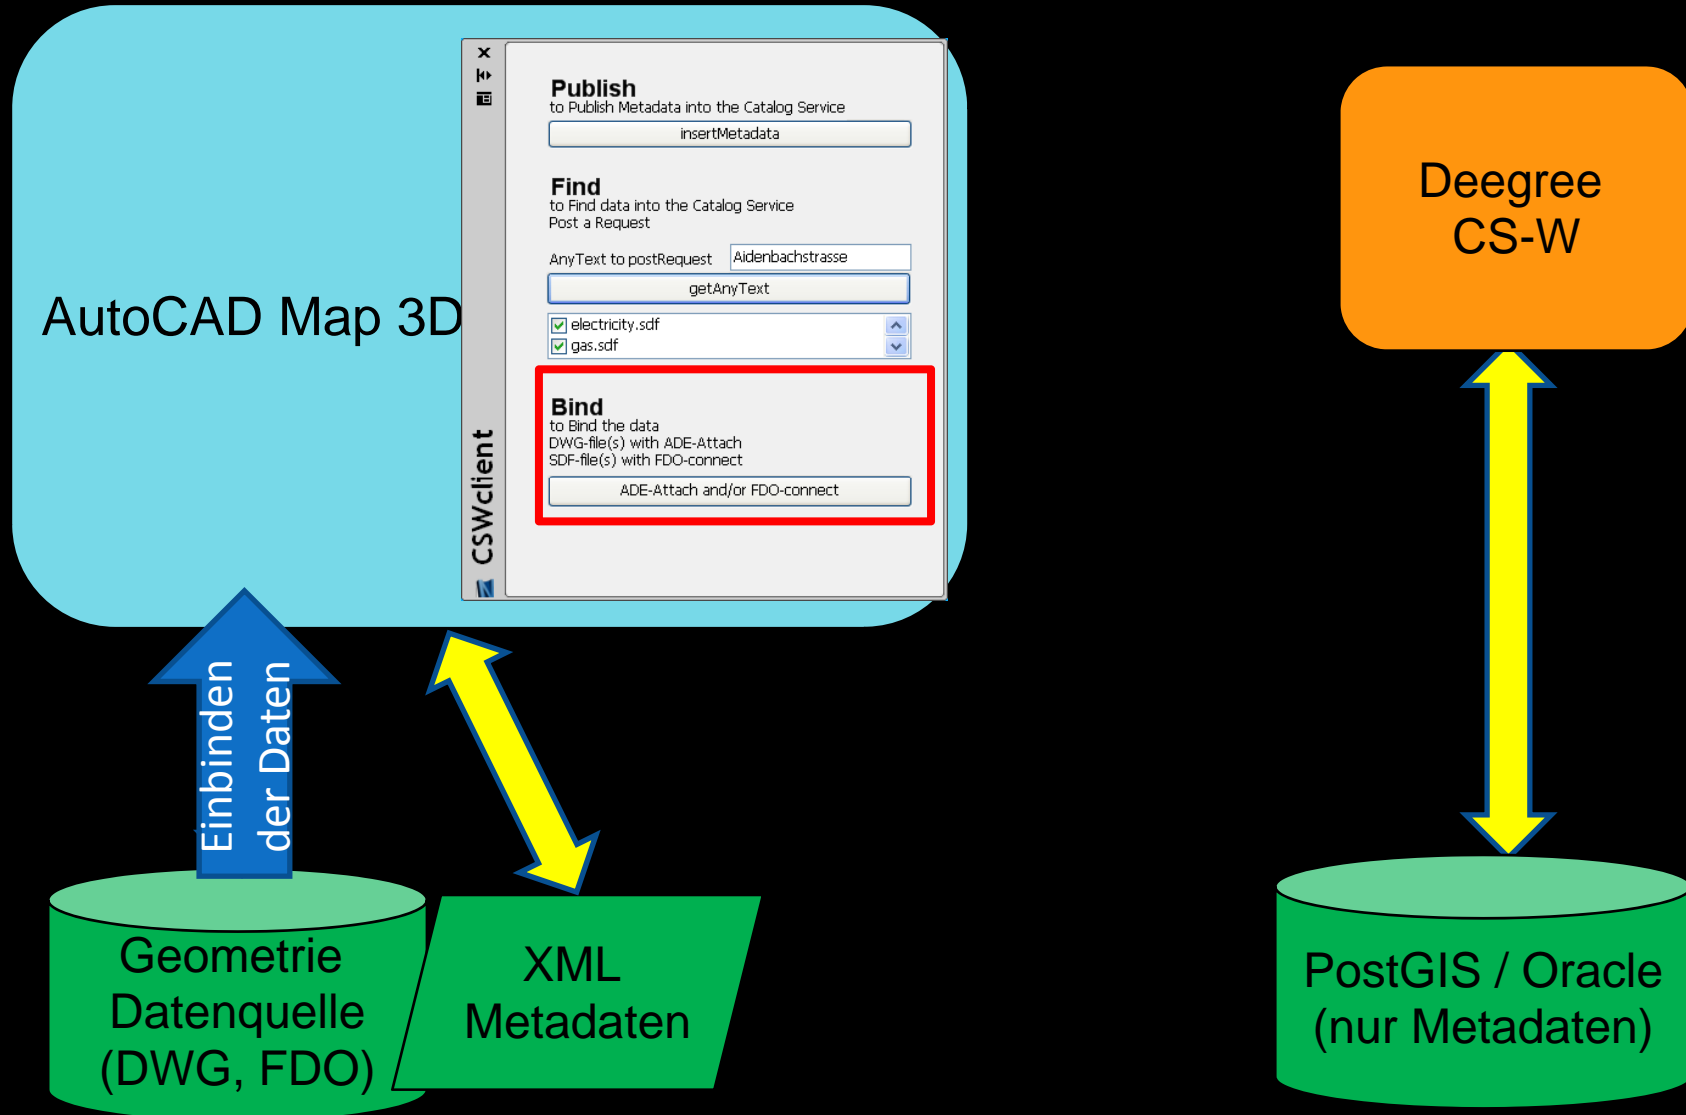 AutoCAD Map 3D
CSWclient
Publish
to Publish Metadata into the Catalog Service
insertMetadata
Find
to Find data into the Catalog Service
Post a Request
AnyText to postRequest
Aidenbachstrasse
getAnyText
electricity.sdf
gas.sdf
Bind
to Bind the data
DWG-file(s) with ADE-Attach
SDF-file(s) with FDO-connect
ADE-Attach and/or FDO-connect
Deegree
CS-W
Einbinden
der Daten
Geometrie
Datenquelle
(DWG, FDO)
XML
Metadaten
PostGIS / Oracle
(nur Metadaten)